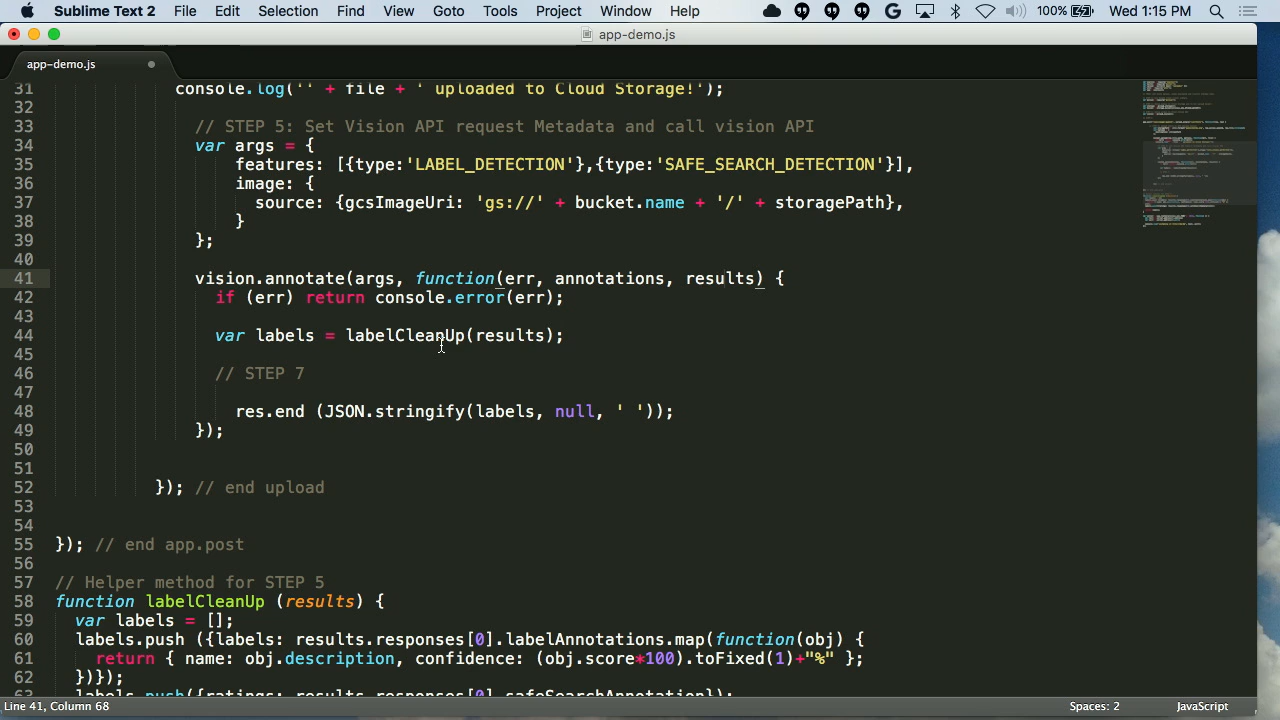 Sublime Text 2 File Edit Selection Find View Goto Tools Project Window Help 100% Wed 1:15 PM
app-demo.js
app-demo.js
31 console.log('' + file + ' uploaded to Cloud Storage!');
32
33 // STEP 5: Set Vision API request Metadata and call vision API
34 var args = {
35 features: [{type:'LABEL_DETECTION'},{type:'SAFE_SEARCH_DETECTION'}],
36 image: {
37 source: {gcsImageUri: 'gs://' + bucket.name + '/' + storagePath},
38 }
39 };
40
41 vision.annotate(args, function(err, annotations, results) {
42 if (err) return console.error(err);
43
44 var labels = labelCleanUp(results);
45
46 // STEP 7
47
48 res.end (JSON.stringify(labels, null, ' '));
49 });
50
51
52 }); // end upload
53
54
55 }); // end app.post
56
57 // Helper method for STEP 5
58 function labelCleanUp (results) {
59 var labels = [];
60 labels.push ({labels: results.responses[0].labelAnnotations.map(function(obj) {
61 return { name: obj.description, confidence: (obj.score*100).toFixed(1)+"%" };
62 })});
63 labels.push({ratings: results.responses[0].safeSearchAnnotation});
Line 41, Column 68 Spaces: 2 JavaScript